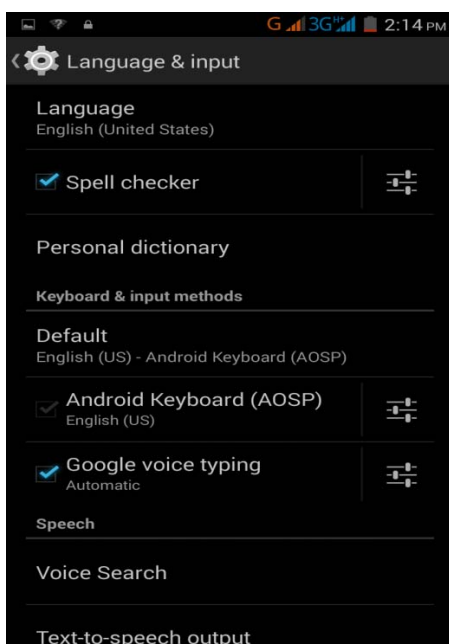 G 3G H+ 2:14 PM
Language & input
Language
English (United States)
Spell checker
Personal dictionary
Keyboard & input methods
Default
English (US) - Android Keyboard (AOSP)
Android Keyboard (AOSP)
English (US)
Google voice typing
Automatic
Speech
Voice Search
Text-to-speech output